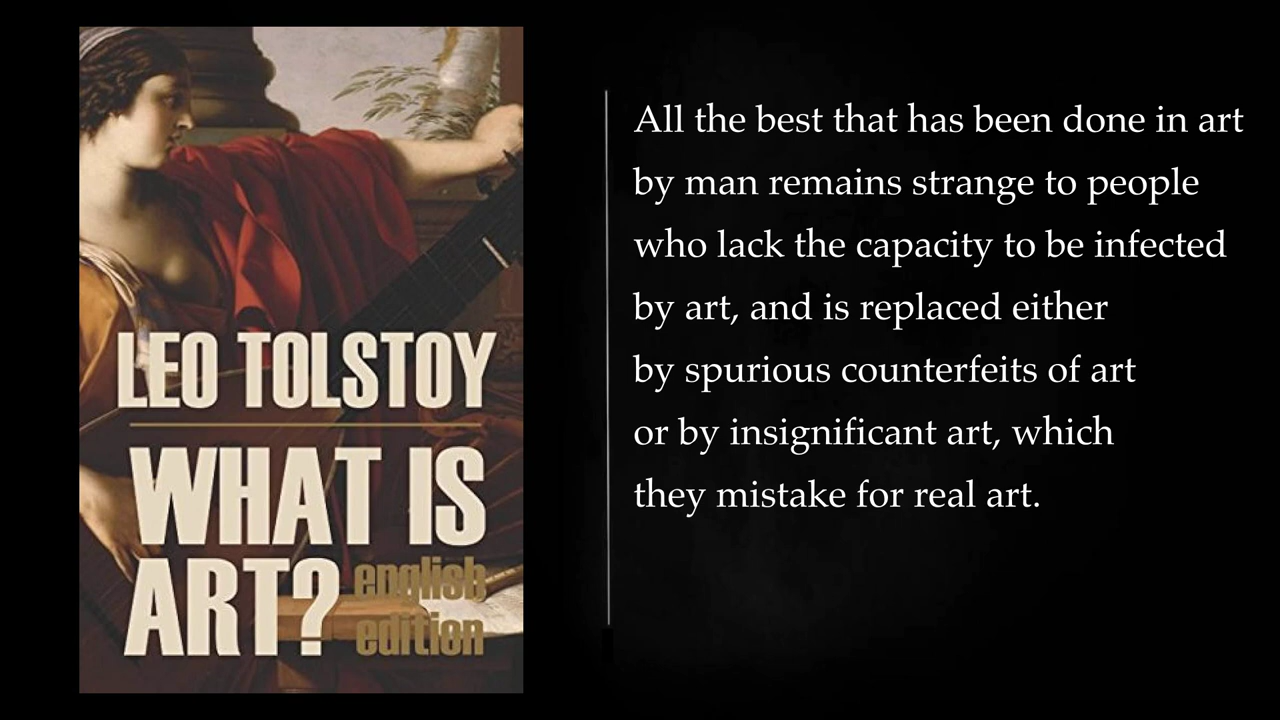 LEO TOLSTOY
WHAT IS
ART?
english
edition
All the best that has been done in art
by man remains strange to people
who lack the capacity to be infected
by art, and is replaced either
by spurious counterfeits of art
or by insignificant art, which
they mistake for real art.